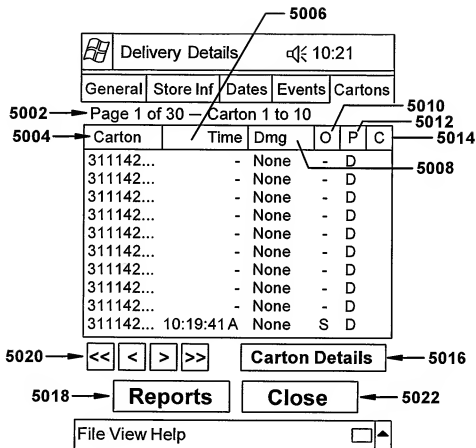 5006
Delivery Details 10:21
General Store Inf Dates Events Cartons
5002 Page 1 of 30 – Carton 1 to 10 5010
5012
5004 Carton Time Dmg O P C 5014
311142... - None - D 5008
311142... - None - D
311142... - None - D
311142... - None - D
311142... - None - D
311142... - None - D
311142... - None - D
311142... - None - D
311142... - None - D
311142... 10:19:41 A None S D
5020 << < > >> Carton Details 5016
5018 Reports Close 5022
File View Help